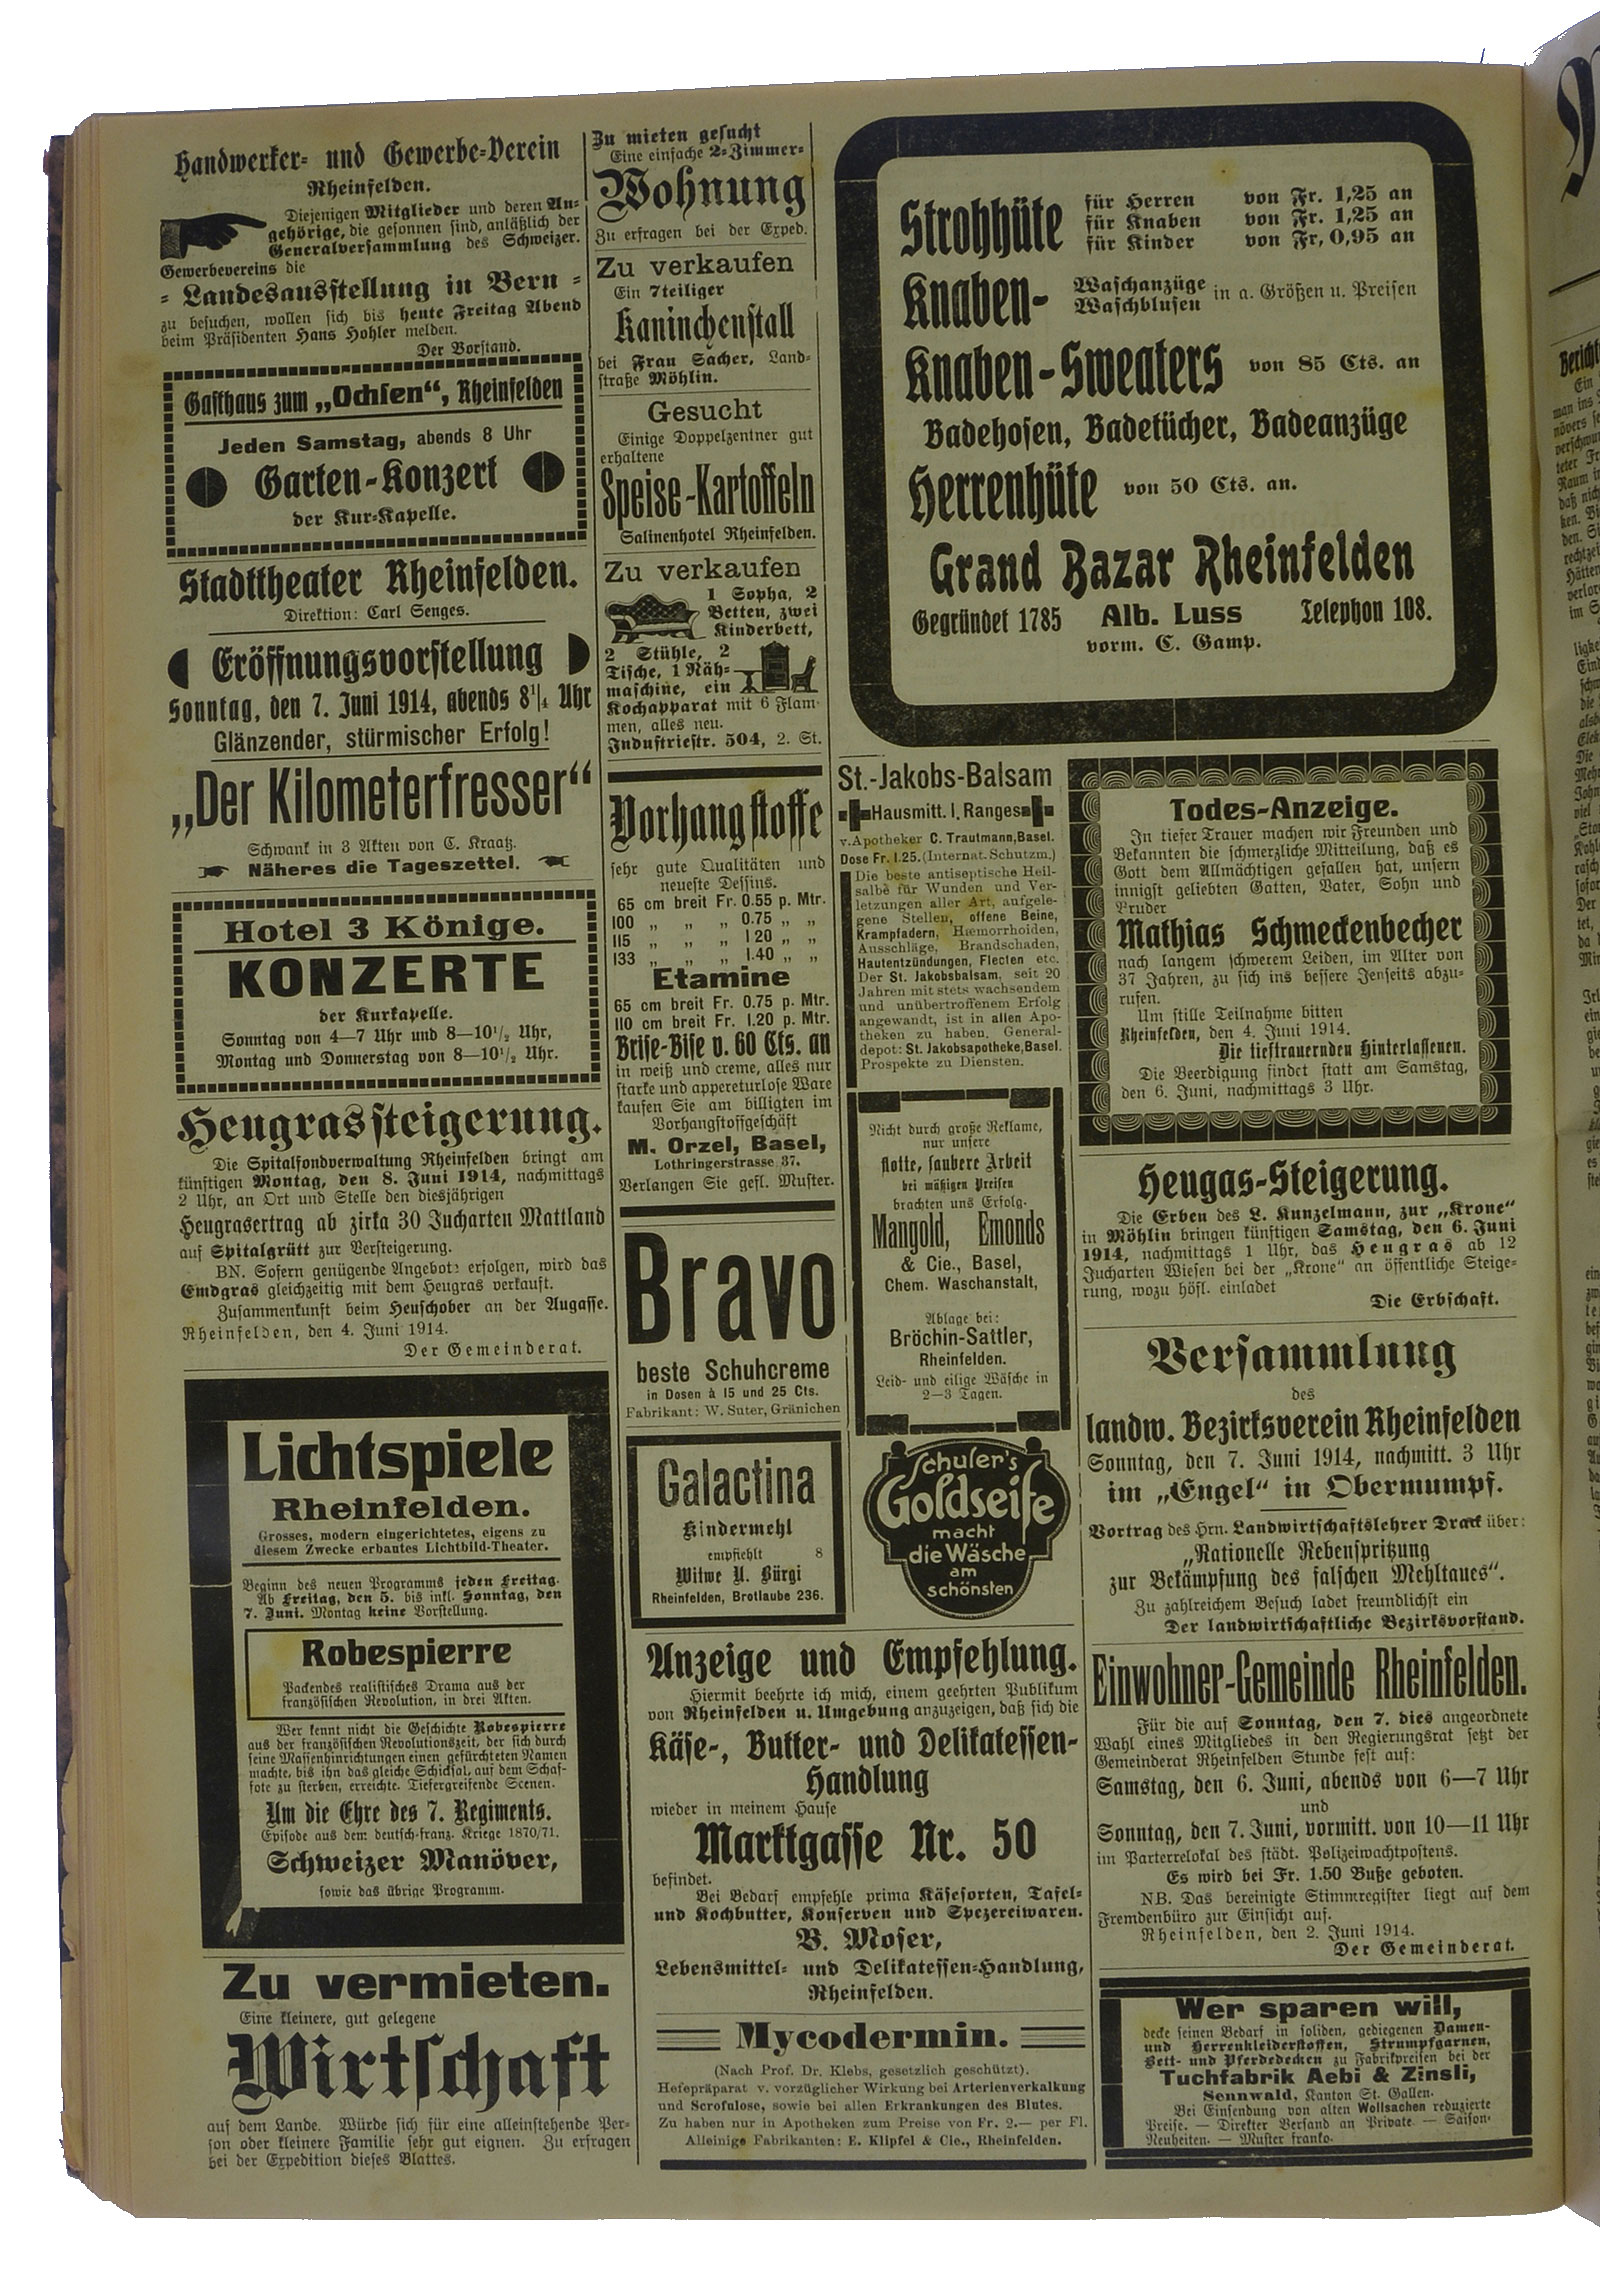 Handwerker- und Gewerbe-Verein
Rheinfelden.
Diejenigen Mitglieder und deren An-
gehörige, die gesonnen sind, anläßlich der
Generalversammlung des Schweizer.
Gewerbevereins die
- Landesausstellung in Bern -
zu besuchen, wollen sich bis heute Freitag Abend
beim Präsidenten Hans Hohler melden.
Der Vorstand.
Gasthaus zum „Ochsen“, Rheinfelden
Jeden Samstag, abends 8 Uhr
Garten-Konzert
der Kur-Kapelle.
Stadttheater Rheinfelden.
Direktion: Carl Senges.
Eröffnungsvorstellung
Sonntag, den 7. Juni 1914, abends 8¼ Uhr
Glänzender, stürmischer Erfolg!
„Der Kilometerfresser“
Schwank in 3 Akten von C. Kraatz.
Näheres die Tageszettel.
Hotel 3 Könige.
KONZERTE
der Kurkapelle.
Sonntag von 4—7 Uhr und 8—10½ Uhr,
Montag und Donnerstag von 8—10½ Uhr.
Heugrassteigerung.
Die Spitalfondverwaltung Rheinfelden bringt am
künftigen Montag, den 8. Juni 1914, nachmittags
2 Uhr, an Ort und Stelle den diesjährigen
Heugrasertrag ab zirka 30 Jucharten Mattland
auf Spitalgrütt zur Versteigerung.
BN. Sofern genügende Angebot: erfolgen, wird das
Emdgras gleichzeitig mit dem Heugras verkauft.
Zusammenkunft beim Heuschober an der Augasse.
Rheinfelden, den 4. Juni 1914.
Der Gemeinderat.
Lichtspiele
Rheinfelden.
Grosses, modern eingerichtetes, eigens zu
diesem Zwecke erbautes Lichtbild-Theater.
Beginn des neuen Programms jeden Freitag.
Ab Freitag, den 5. bis inkl. Sonntag, den
7. Juni. Montag keine Vorstellung.
Robespierre
Packendes realistisches Drama aus der
französischen Revolution, in drei Akten.
Wer kennt nicht die Geschichte Robespierre
aus der französischen Revolutionszeit, der sich durch
seine Massenhinrichtungen einen gefürchteten Namen
machte, bis ihn das gleiche Schicksal, auf dem Schaf-
fote zu sterben, erreichte. Tiefergreifende Scenen.
Um die Ehre des 7. Regiments.
Episode aus dem deutsch-franz. Kriege 1870/71.
Schweizer Manöver,
sowie das übrige Programm.
Zu vermieten.
Eine kleinere, gut gelegene
Wirtschaft
auf dem Lande. Würde sich für eine alleinstehende Per-
son oder kleinere Familie sehr gut eignen. Zu erfragen
bei der Expedition dieses Blattes.
Zu mieten gesucht
Eine einfache 2-Zimmer-
Wohnung
Zu erfragen bei der Exped.
Zu verkaufen
Ein 7teiliger
Kaninchenstall
bei Frau Sacher, Land-
straße Möhlin.
Gesucht
Einige Doppelzentner gut
erhaltene
Speise-Kartoffeln
Salinenhotel Rheinfelden.
Zu verkaufen
1 Sopha, 2
Betten, zwei
Kinderbett,
2 Stühle, 2
Tische, 1 Näh-
maschine, ein
Kochapparat mit 6 Flam-
men, alles neu.
Industriestr. 504, 2. St.
Vorhangstoffe
sehr gute Qualitäten und
neueste Dessins.
65 cm breit Fr. 0.55 p. Mtr.
100 „ „ „ 0.75 „ „
115 „ „ „ 1 20 „ „
133 „ „ „ 1.40 „ „
Etamine
65 cm breit Fr. 0.75 p. Mtr.
110 cm breit Fr. 1.20 p. Mtr.
Brise-Bise v. 60 Cts. an
in weiß und creme, alles nur
starke und appereturlose Ware
kaufen Sie am billigten im
Vorhangstoffgeschäft
M. Orzel, Basel,
Lothringerstrasse 37.
Verlangen Sie gefl. Muster.
Bravo
beste Schuhcreme
in Dosen à 15 und 25 Cts.
Fabrikant: W. Suter, Gränichen
Galactina
Kindermehl
empfiehlt 8
Witwe A. Bürgi
Rheinfelden, Brotlaube 236.
Strohhüte für Herren von Fr. 1,25 an
für Knaben von Fr. 1,25 an
für Kinder von Fr, 0,95 an
Knaben- Waschanzüge
Waschblusen in a. Größen u. Preisen
Knaben-Sweaters von 85 Cts. an
Badehosen, Badetücher, Badeanzüge
Herrenhüte von 50 Cts. an.
Grand Bazar Rheinfelden
Gegründet 1785 Alb. Luss Telephon 108.
vorm. C. Gamp.
St.-Jakobs-Balsam
Hausmitt. I. Ranges
v. Apotheker C. Trautmann, Basel.
Dose Fr. 1.25. (Internat. Schutzm.)
Die beste antiseptische Heil-
salbe für Wunden und Ver-
letzungen aller Art, aufgele-
gene Stellen, offene Beine,
Krampfadern, Hæmorrhoiden,
Ausschläge, Brandschaden,
Hautentzündungen, Flecten etc.
Der St. Jakobsbalsam, seit 20
Jahren mit stets wachsendem
und unübertroffenem Erfolg
angewandt, ist in allen Apo-
theken zu haben. General-
depot: St. Jakobsapotheke, Basel.
Prospekte zu Diensten.
Nicht durch große Reklame,
nur unsere
flotte, saubere Arbeit
bei mäßigen Preisen
brachten uns Erfolg.
Mangold, Emonds
& Cie., Basel,
Chem. Waschanstalt,
Ablage bei:
Bröchin-Sattler,
Rheinfelden.
Leid- und eilige Wäsche in
2—3 Tagen.
Schuler's
Goldseife
macht
die Wäsche
am
schönsten
Anzeige und Empfehlung.
Hiermit beehrte ich mich, einem geehrten Publikum
von Rheinfelden u. Umgebung anzuzeigen, daß sich die
Käse-, Butter- und Delikatessen-
Handlung
wieder in meinem Hause
Marktgasse Nr. 50
befindet.
Bei Bedarf empfehle prima Käsesorten, Tafel-
und Kochbutter, Konserven und Spezereiwaren.
B. Moser,
Lebensmittel- und Delikatessen-Handlung,
Rheinfelden.
Mycodermin.
(Nach Prof. Dr. Klebs, gesetzlich geschützt).
Hefepräparat v. vorzüglicher Wirkung bei Arterienverkalkung
und Scrofulose, sowie bei allen Erkrankungen des Blutes.
Zu haben nur in Apotheken zum Preise von Fr. 2.— per Fl.
Alleinige Fabrikanten: E. Klipfel & Cie., Rheinfelden.
Todes-Anzeige.
In tiefer Trauer machen wir Freunden und
Bekannten die schmerzliche Mitteilung, daß es
Gott dem Allmächtigen gefallen hat, unsern
innigst geliebten Gatten, Vater, Sohn und
Bruder
Mathias Schmeckenbecher
nach langem schwerem Leiden, im Alter von
37 Jahren, zu sich ins bessere Jenseits abzu-
rufen.
Um stille Teilnahme bitten
Rheinfelden, den 4. Juni 1914.
Die tieftrauernden Hinterlassenen.
Die Beerdigung findet statt am Samstag,
den 6. Juni, nachmittags 3 Uhr.
Heugas-Steigerung.
Die Erben des L. Kunzelmann, zur „Krone“
in Möhlin bringen künftigen Samstag, den 6. Juni
1914, nachmittags 1 Uhr, das Heugras ab 12
Jucharten Wiesen bei der „Krone“ an öffentliche Steige-
rung, wozu höfl. einladet
Die Erbschaft.
Versammlung
des
landw. Bezirksverein Rheinfelden
Sonntag, den 7. Juni 1914, nachmitt. 3 Uhr
im „Engel“ in Obermumpf.
Vortrag des Hrn. Landwirtschaftslehrer Drack über:
„Rationelle Rebenspritzung
zur Bekämpfung des falschen Mehltaues“.
Zu zahlreichem Besuch ladet freundlichst ein
Der landwirtschaftliche Bezirksvorstand.
Einwohner-Gemeinde Rheinfelden.
Für die auf Sonntag, den 7. dies angeordnete
Wahl eines Mitgliedes in den Regierungsrat setzt der
Gemeinderat Rheinfelden Stunde fest auf:
Samstag, den 6. Juni, abends von 6—7 Uhr
und
Sonntag, den 7. Juni, vormitt. von 10—11 Uhr
im Parterrelokal des städt. Polizeiwachtpostens.
Es wird bei Fr. 1.50 Buße geboten.
N.B. Das bereinigte Stimmregister liegt auf dem
Fremdenbüro zur Einsicht auf.
Rheinfelden, den 2. Juni 1914.
Der Gemeinderat.
Wer sparen will,
decke seinen Bedarf in soliden, gediegenen Damen-
und Herrenkleiderstoffen, Strumpfgarnen,
Bett- und Pferdedecken zu Fabrikpreisen bei der
Tuchfabrik Aebi & Zinsli,
Sennwald, Kanton St. Gallen.
Bei Einsendung von alten Wollsachen reduzierte
Preise. — Direkter Versand an Private. — Saison-
Neuheiten. — Muster franko.